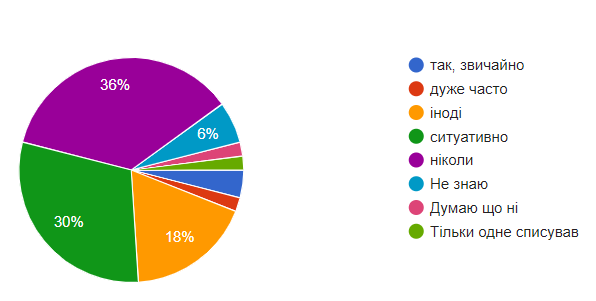 36%
6%
30%
18%
так, звичайно
дуже часто
іноді
ситуативно
ніколи
Не знаю
Думаю що ні
Тільки одне списував